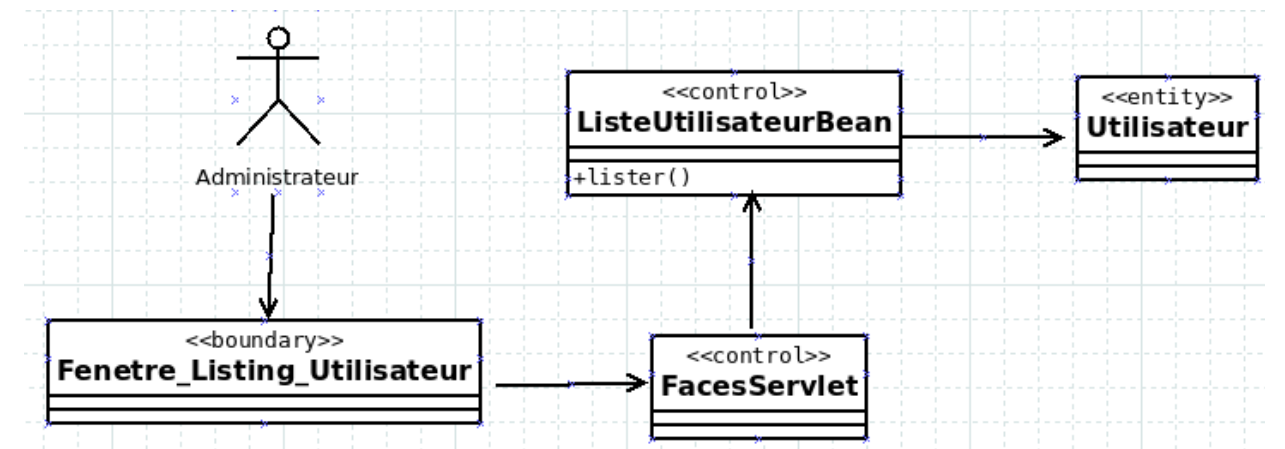 Administrateur
<<control>>
ListeUtilisateurBean
+lister()
<<entity>>
Utilisateur
<<boundary>>
Fenetre_Listing_Utilisateur
<<control>>
FacesServlet